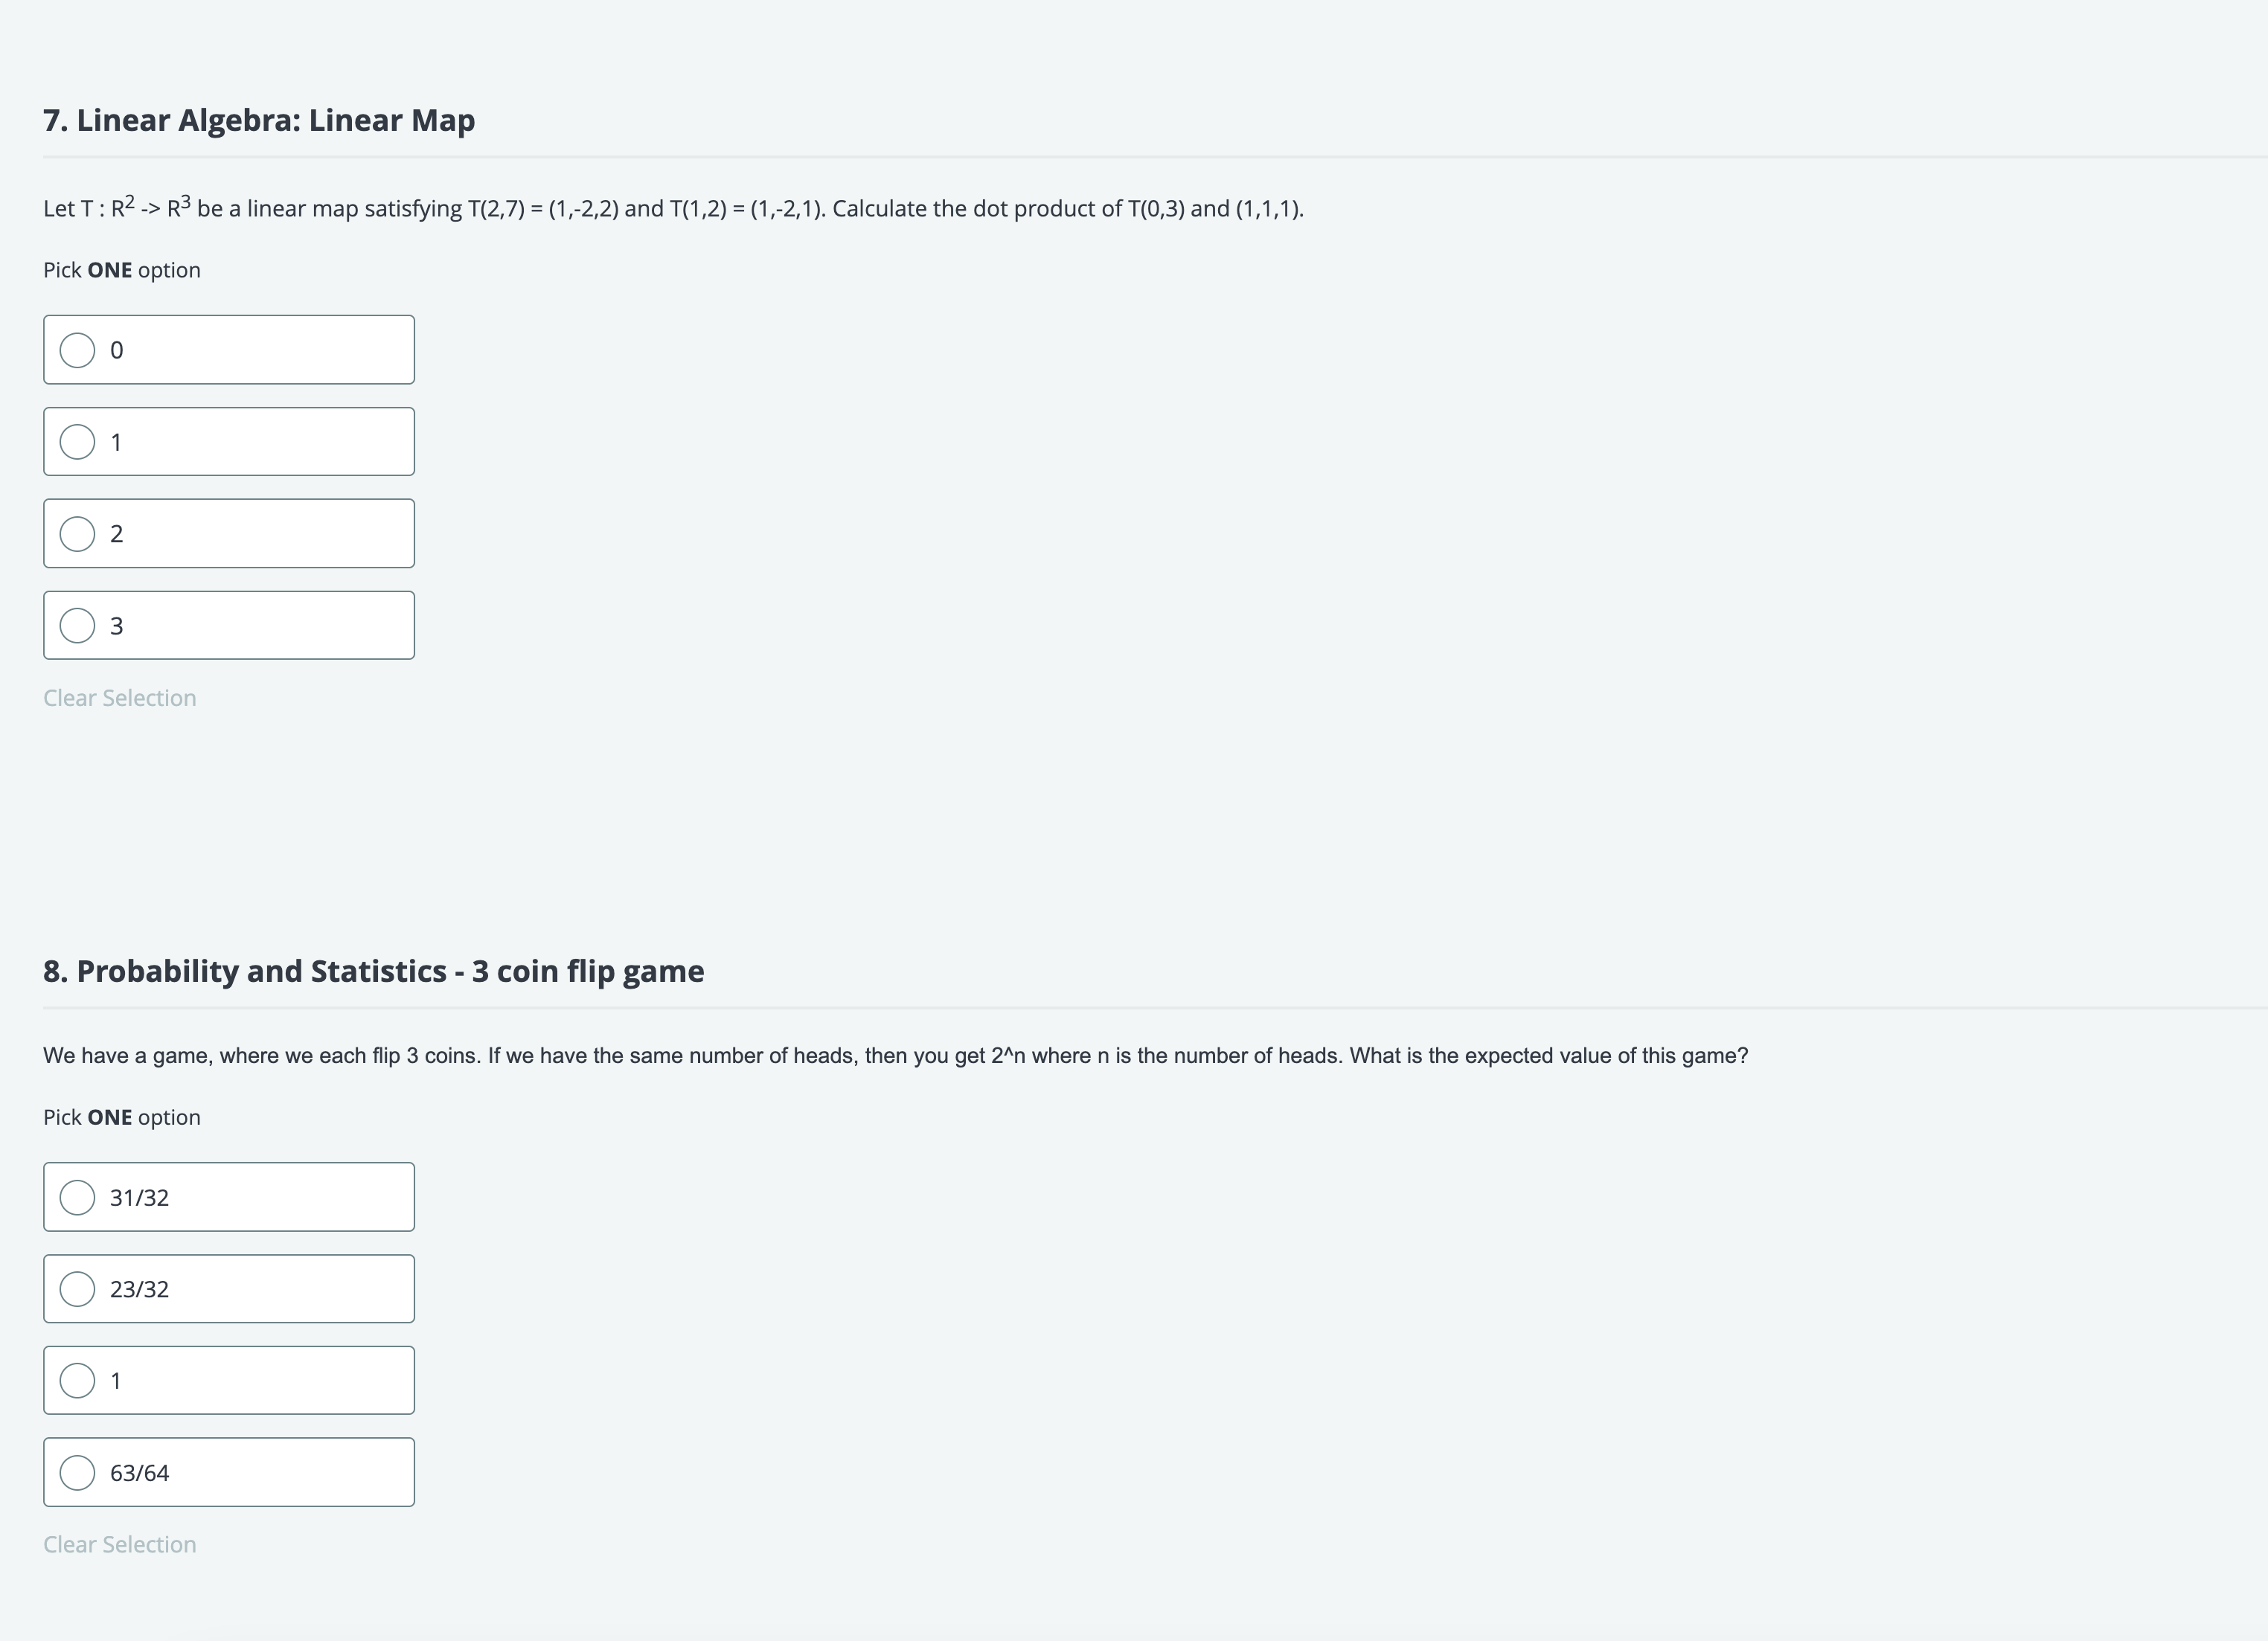 7. Linear Algebra: Linear Map
Let T : R² -> R³ be a linear map satisfying T(2,7) = (1,-2,2) and T(1,2) = (1,-2,1). Calculate the dot product of T(0,3) and (1,1,1).
Pick ONE option
0
1
2
3
Clear Selection
8. Probability and Statistics - 3 coin flip game
We have a game, where we each flip 3 coins. If we have the same number of heads, then you get 2^n where n is the number of heads. What is the expected value of this game?
Pick ONE option
31/32
23/32
1
63/64
Clear Selection